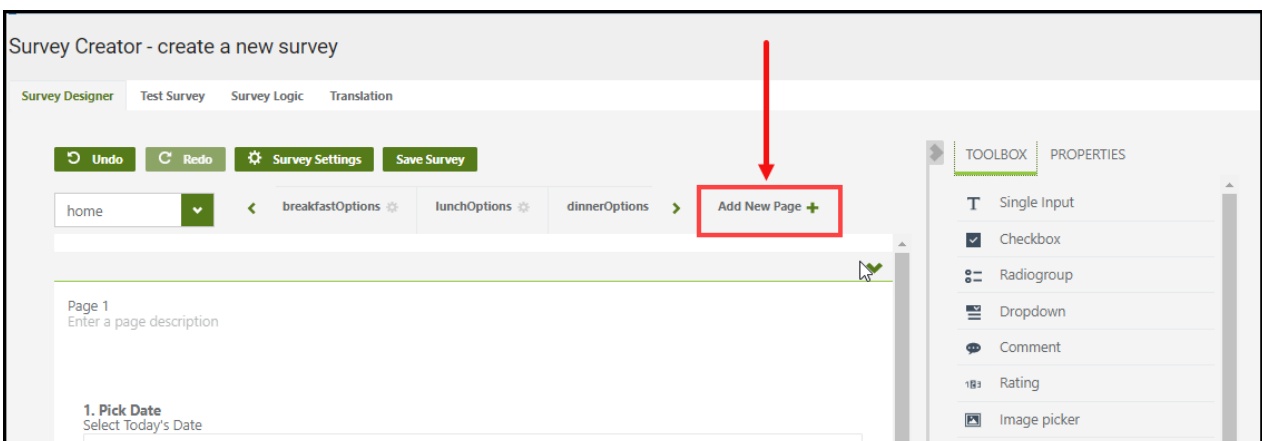 Survey Creator - create a new survey
Survey Designer Test Survey Survey Logic Translation
Undo Redo Survey Settings Save Survey
TOOLBOX PROPERTIES
home breakfastOptions lunchOptions dinnerOptions Add New Page
Page 1
Enter a page description
1. Pick Date
Select Today's Date
Single Input
Checkbox
Radiogroup
Dropdown
Comment
Rating
Image picker